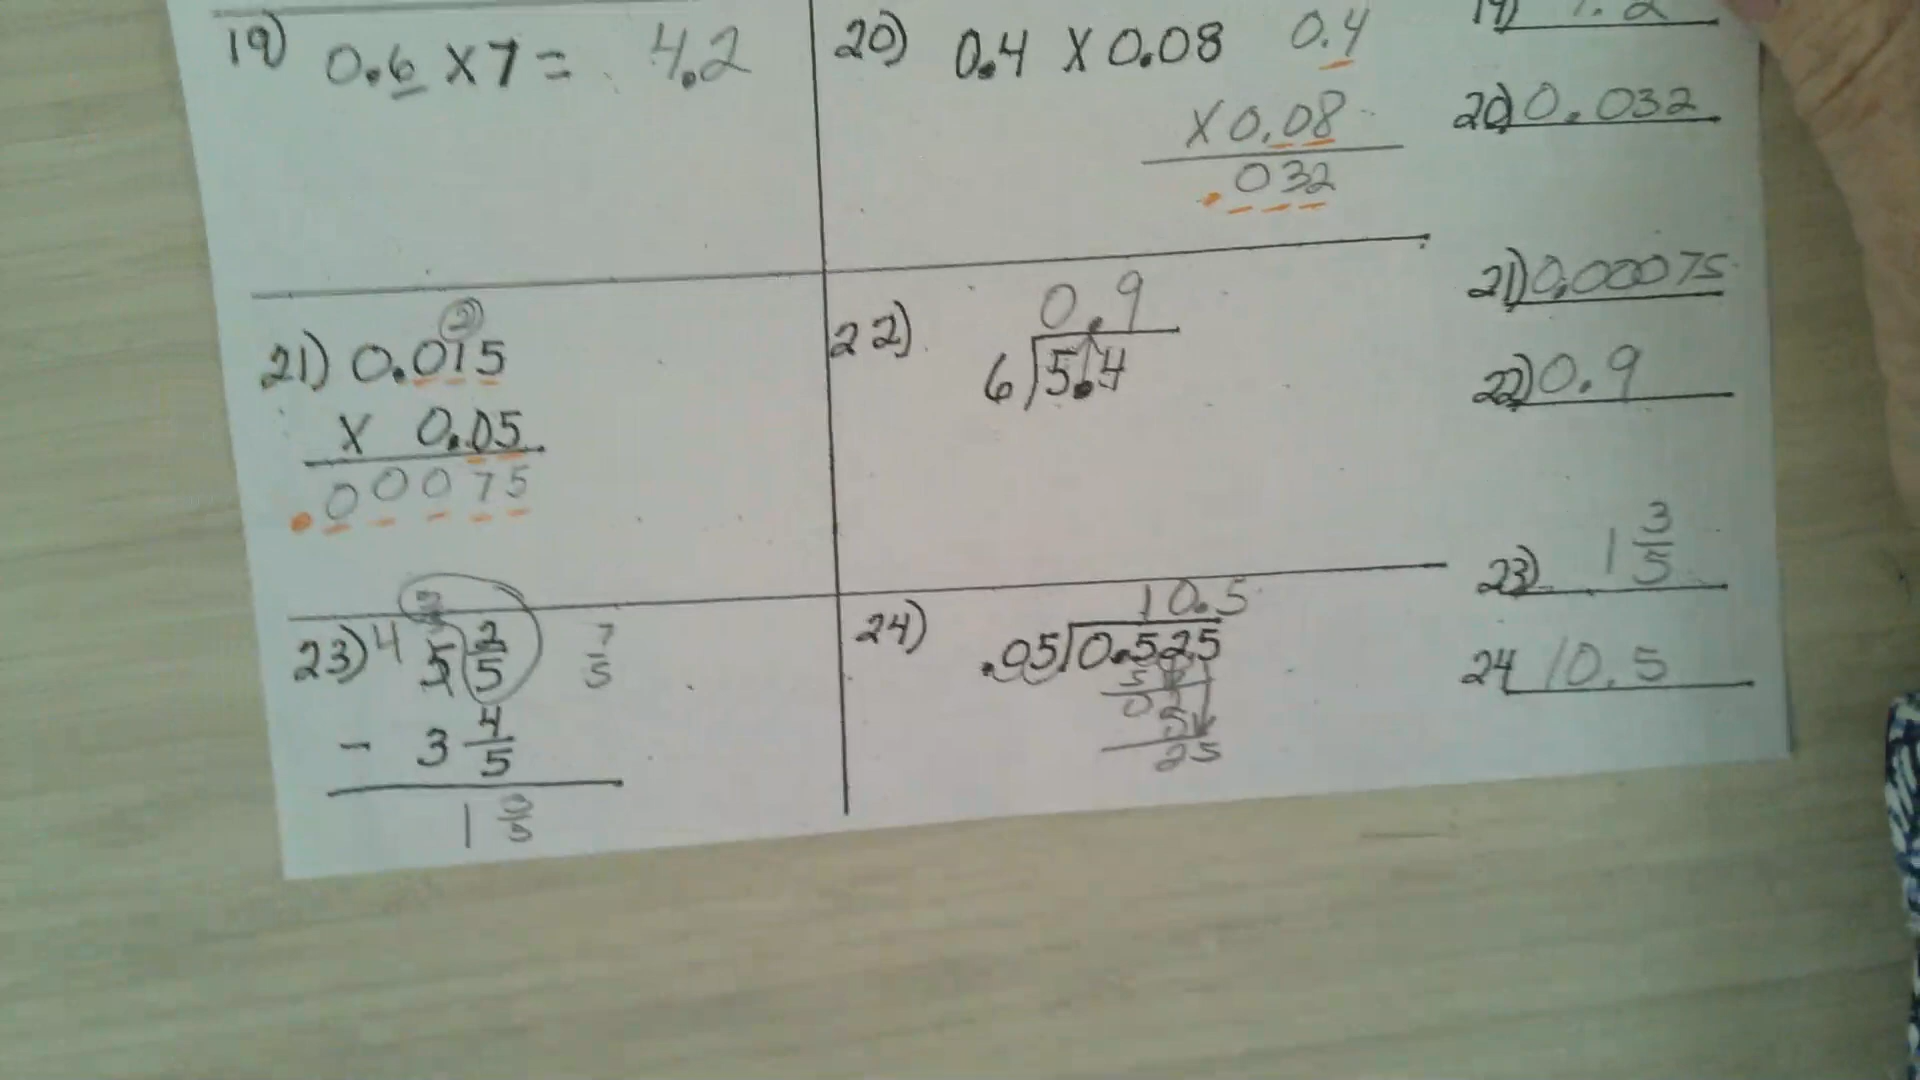 19) 0.6 x 7 = 4.2
20) 0.4 x 0.08
0.4
x 0.08
.032
21) 0.015
x 0.05
.00075
22) 0.9
6 5.4
23) 4 5 2/5 7/5
- 3 4/5
1 3/5
24) 10.5
.05 0.525
5
02
5
25
20) 0.032
21) 0.00075
22) 0.9
23) 1 3/5
24 10.5